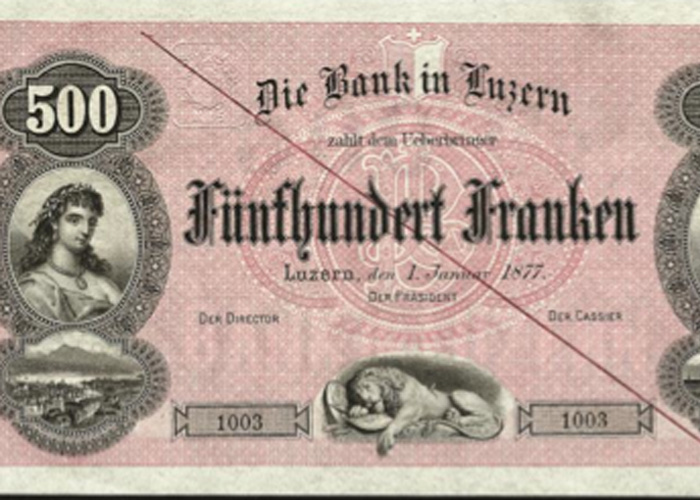 500
Die Bank in Luzern
zahlt dem Ueberbringer
Fünfhundert Franken
Luzern, den 1. Januar 1877.
DER PRÄSIDENT
DER DIRECTOR
DER CASSIER
1003
1003